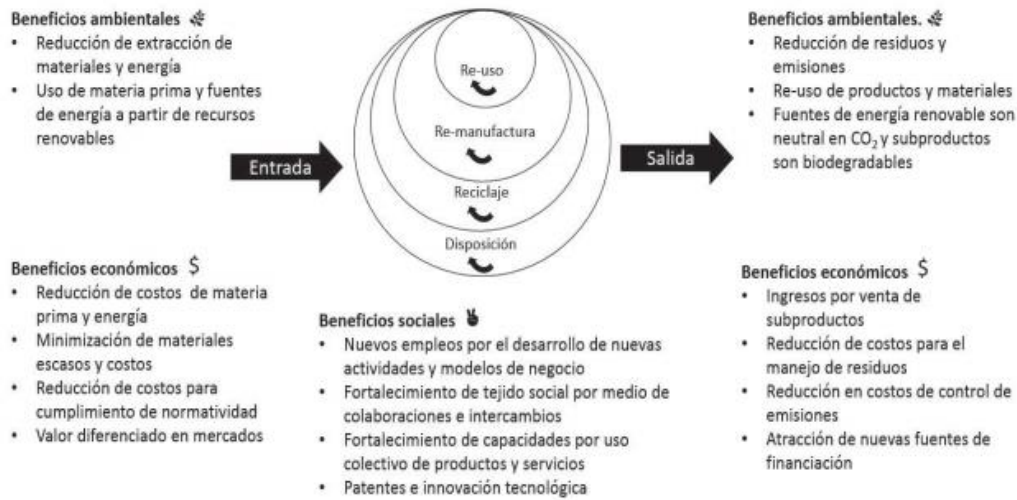 Beneficios ambientales
• Reducción de extracción de
materiales y energía
• Uso de materia prima y fuentes
de energía a partir de recursos
renovables
Entrada
Beneficios económicos $
• Reducción de costos de materia
prima y energía
• Minimización de materiales
escasos y costos
• Reducción de costos para
cumplimiento de normatividad
• Valor diferenciado en mercados
Re-uso
Re-manufactura
Reciclaje
Disposición
Beneficios sociales
• Nuevos empleos por el desarrollo de nuevas
actividades y modelos de negocio
• Fortalecimiento de tejido social por medio de
colaboraciones e intercambios
• Fortalecimiento de capacidades por uso
colectivo de productos y servicios
• Patentes e innovación tecnológica
Salida
Beneficios ambientales.
• Reducción de residuos y
emisiones
• Re-uso de productos y materiales
• Fuentes de energía renovable son
neutral en CO₂ y subproductos
son biodegradables
Beneficios económicos $
• Ingresos por venta de
subproductos
• Reducción de costos para el
manejo de residuos
• Reducción en costos de control de
emisiones
• Atracción de nuevas fuentes de
financiación